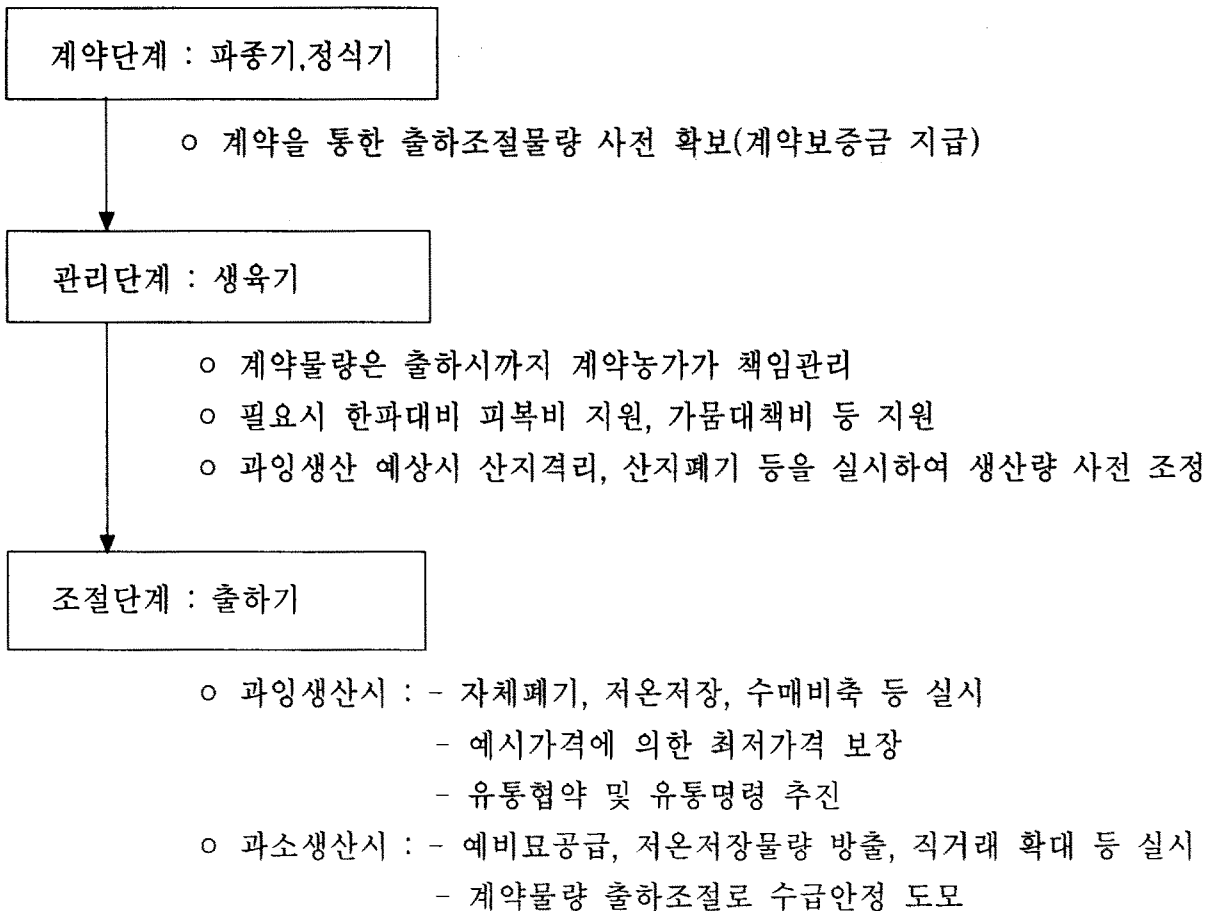 계약단계 : 파종기,정식기
o 계약을 통한 출하조절물량 사전 확보(계약보증금 지급)
관리단계 : 생육기
o 계약물량은 출하시까지 계약농가가 책임관리
o 필요시 한파대비 피복비 지원, 가뭄대책비 등 지원
o 과잉생산 예상시 산지격리, 산지폐기 등을 실시하여 생산량 사전 조정
조절단계 : 출하기
o 과잉생산시 : - 자체폐기, 저온저장, 수매비축 등 실시
- 예시가격에 의한 최저가격 보장
- 유통협약 및 유통명령 추진
o 과소생산시 : - 예비묘공급, 저온저장물량 방출, 직거래 확대 등 실시
- 계약물량 출하조절로 수급안정 도모